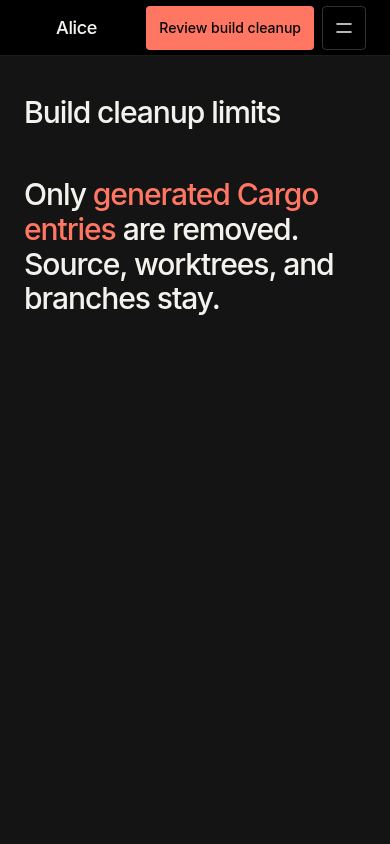 Alice
Review build cleanup
Build cleanup limits
Only generated Cargo
entries are removed.
Source, worktrees, and
branches stay.